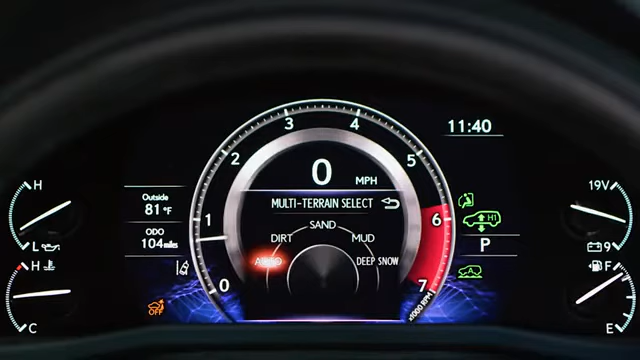 H
L
H
C
Outside
81 °F
ODO
104 miles
OFF
0
1
2
3
4
5
6
7
x1000 RPM
0
MPH
MULTI-TERRAIN SELECT
SAND
DIRT
MUD
AUTO
DEEP SNOW
11:40
H1
P
A
19V
9
F
E